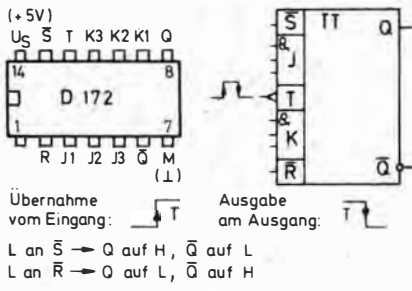 (+5V)
U_S S̅ T K3 K2 K1 Q
14 8
D 172
1 7
R J1 J2 J3 Q̅ M
(⊥)
S̅ TT Q
&
J
T
&
K
R̅ Q̅
Übernahme
vom Eingang: T
Ausgabe
am Ausgang: T
L an S̅ → Q auf H, Q̅ auf L
L an R̅ → Q auf L, Q̅ auf H